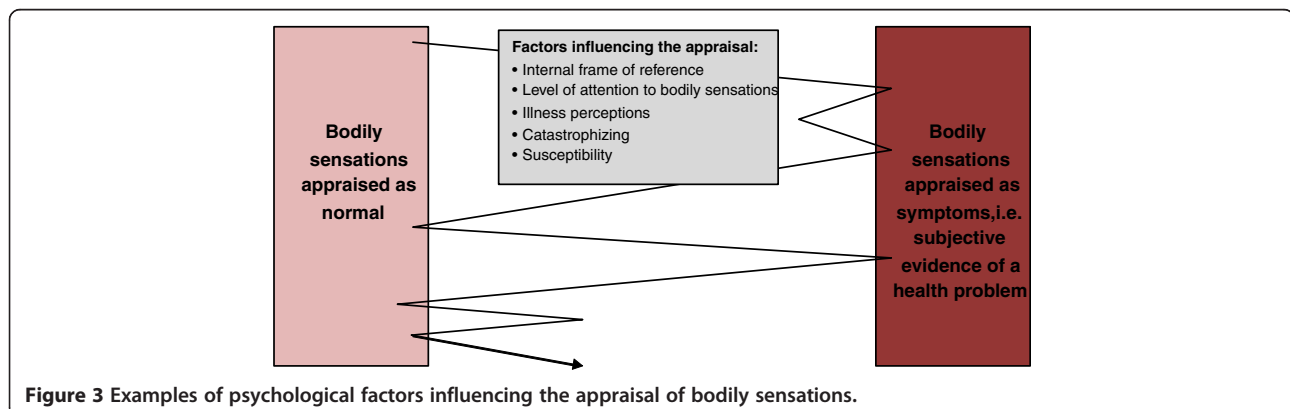 Factors influencing the appraisal:
• Internal frame of reference
• Level of attention to bodily sensations
• Illness perceptions
• Catastrophizing
• Susceptibility
Bodily
sensations
appraised as
normal
Bodily
sensations
appraised as
symptoms,i.e.
subjective
evidence of a
health problem
Figure 3 Examples of psychological factors influencing the appraisal of bodily sensations.